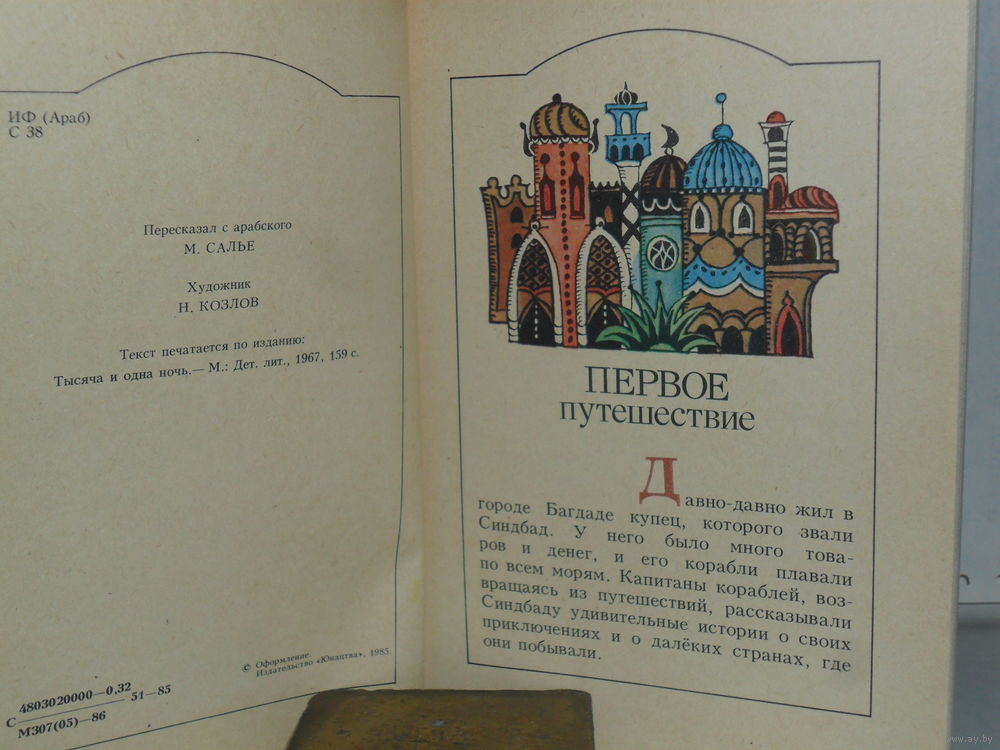 ИФ (Араб)
С 38
Пересказал с арабского
М. САЛЬЕ
Художник
Н. КОЗЛОВ
Текст печатается по изданию:
Тысяча и одна ночь.— М.: Дет. лит., 1967, 159 с.
© Оформление.
Издательство «Юнацтва», 1985.
С 4803020000—0,32 51—85
М307(05)—86
ПЕРВОЕ
путешествие
Давно-давно жил в
городе Багдаде купец, которого звали
Синдбад. У него было много това-
ров и денег, и его корабли плавали
по всем морям. Капитаны кораблей, воз-
вращаясь из путешествий, рассказывали
Синдбаду удивительные истории о своих
приключениях и о далёких странах, где
они побывали.
www.ay.by